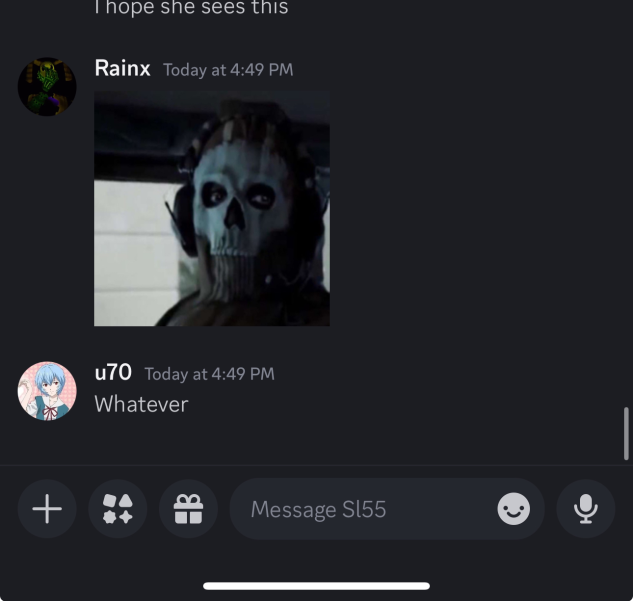 I hope she sees this
Rainx Today at 4:49 PM
u70 Today at 4:49 PM
Whatever
Message Sl55